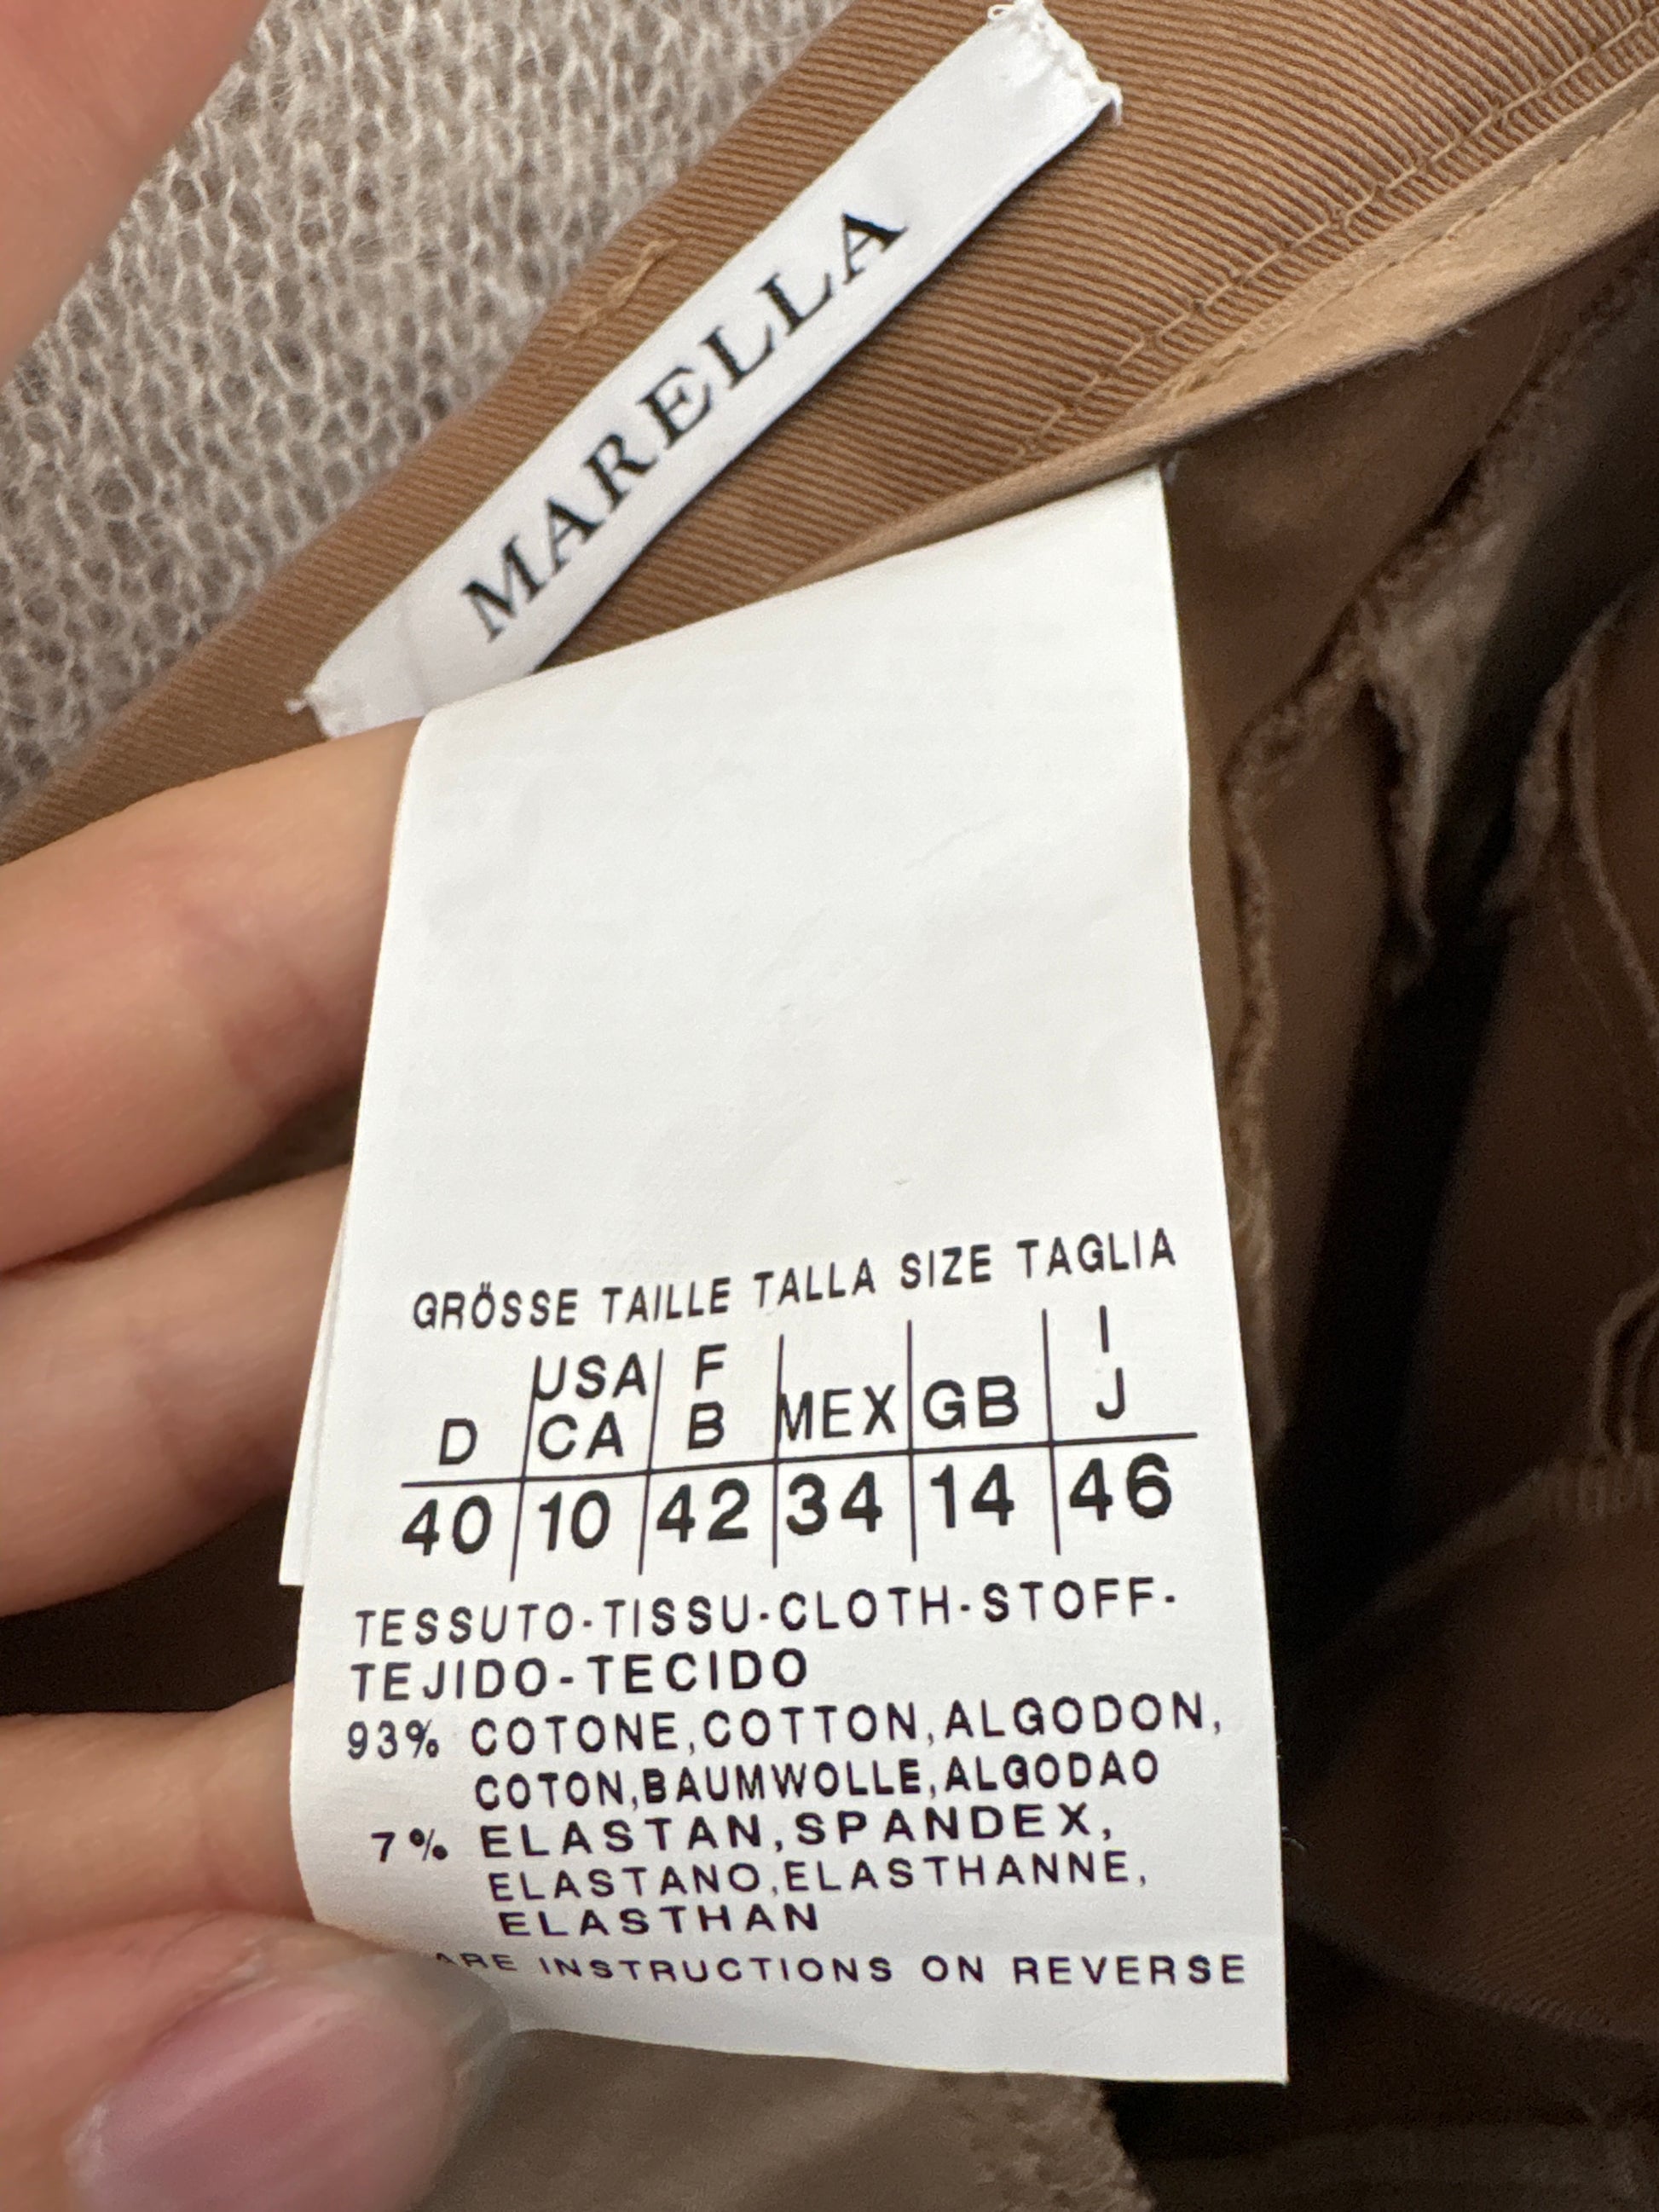 MARELLA
GRÖSSE TAILLE TALLA SIZE TAGLIA
D USA CA F B MEX GB I J
40 10 42 34 14 46
TESSUTO-TISSU-CLOTH-STOFF-
TEJIDO-TECIDO
93% COTONE,COTTON,ALGODON,
COTON,BAUMWOLLE,ALGODAO
7% ELASTAN,SPANDEX,
ELASTANO,ELASTHANNE,
ELASTHAN
INSTRUCTIONS ON REVERSE